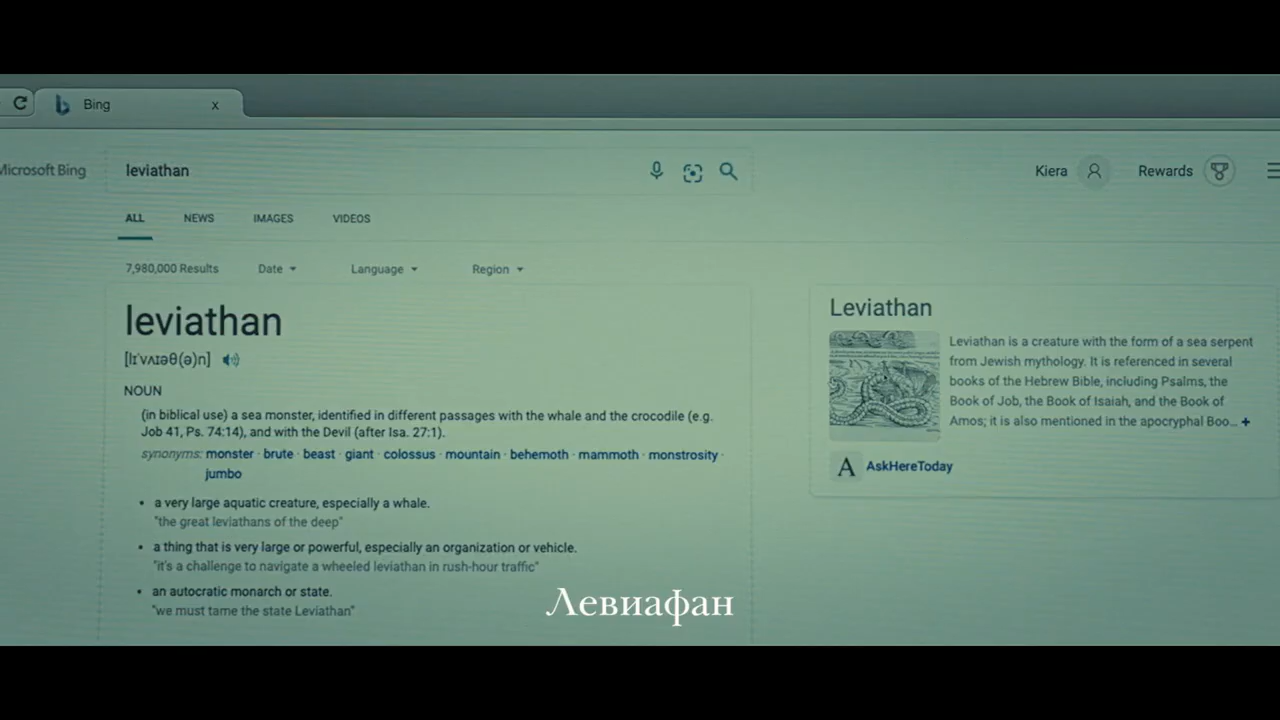 Bing x
Microsoft Bing leviathan Kiera Rewards
ALL NEWS IMAGES VIDEOS
7,980,000 Results Date Language Region
leviathan
[lɪˈvʌɪəθ(ə)n]
NOUN
(in biblical use) a sea monster, identified in different passages with the whale and the crocodile (e.g.
Job 41, Ps. 74:14), and with the Devil (after Isa. 27:1).
synonyms: monster · brute · beast · giant · colossus · mountain · behemoth · mammoth · monstrosity ·
jumbo
• a very large aquatic creature, especially a whale.
"the great leviathans of the deep"
• a thing that is very large or powerful, especially an organization or vehicle.
"it's a challenge to navigate a wheeled leviathan in rush-hour traffic"
• an autocratic monarch or state.
"we must tame the state Leviathan"
Leviathan
Leviathan is a creature with the form of a sea serpent
from Jewish mythology. It is referenced in several
books of the Hebrew Bible, including Psalms, the
Book of Job, the Book of Isaiah, and the Book of
Amos; it is also mentioned in the apocryphal Boo... +
A AskHereToday
Левиафан